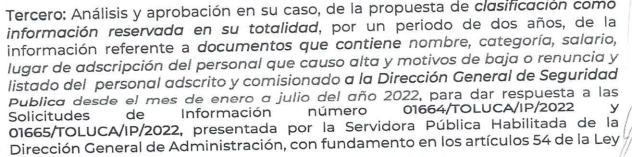 Tercero: Análisis y aprobación en su caso, de la propuesta de clasificación como
información reservada en su totalidad, por un periodo de dos años, de la
información referente a documentos que contiene nombre, categoría, salario,
lugar de adscripción del personal que causo alta y motivos de baja o renuncia y
listado del personal adscrito y comisionado a la Dirección General de Seguridad
Publica desde el mes de enero a julio del año 2022, para dar respuesta a las
Solicitudes de Información número 01664/TOLUCA/IP/2022 y
01665/TOLUCA/IP/2022, presentada por la Servidora Pública Habilitada de la
Dirección General de Administración, con fundamento en los artículos 54 de la Ley